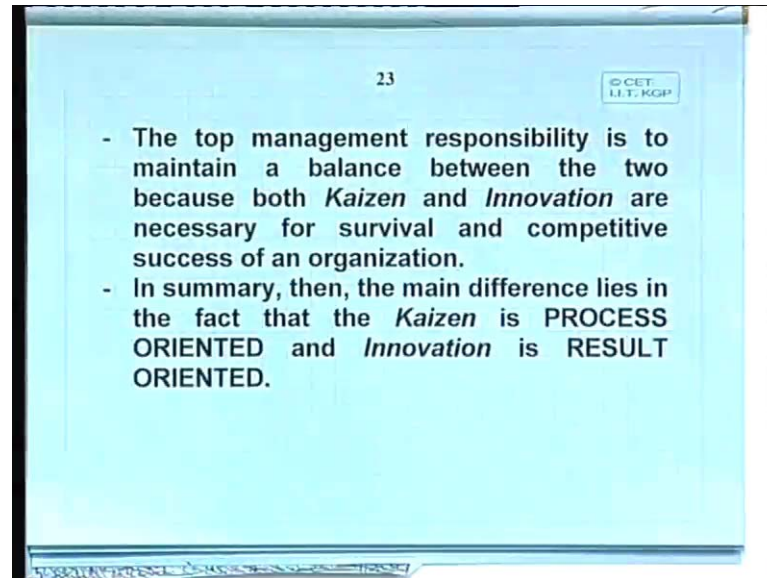 23
© CET
I.I.T. KGP
- The top management responsibility is to
maintain a balance between the two
because both Kaizen and Innovation are
necessary for survival and competitive
success of an organization.
- In summary, then, the main difference lies in
the fact that the Kaizen is PROCESS
ORIENTED and Innovation is RESULT
ORIENTED.